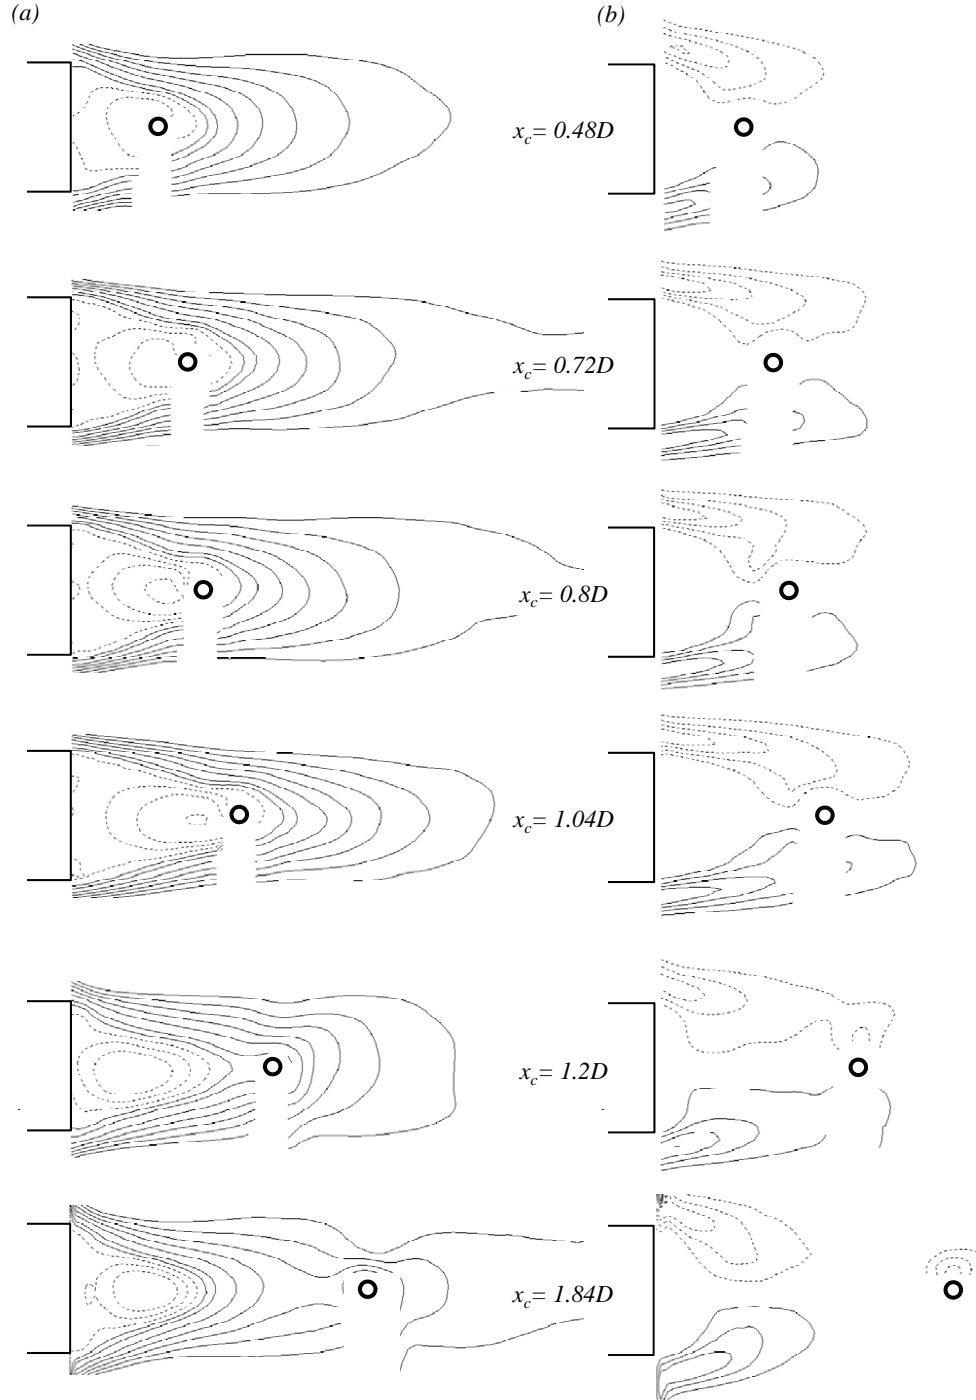 (a) (b)
x_c= 0.48D
x_c= 0.72D
x_c= 0.8D
x_c= 1.04D
x_c= 1.2D
x_c= 1.84D